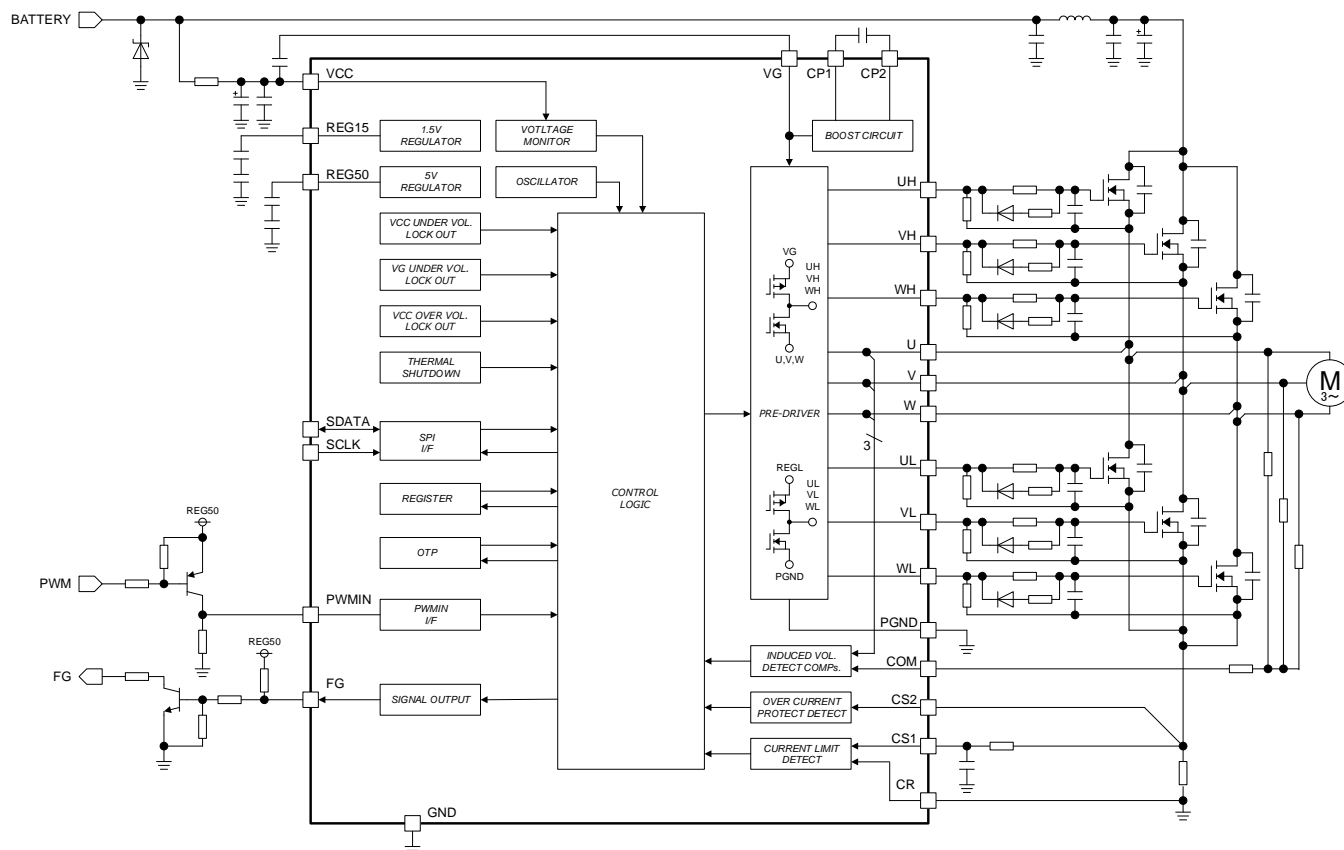 BATTERY
VCC
VG
CP1
CP2
REG15
1.5V
REGULATOR
VOTLTAGE
MONITOR
BOOST CIRCUIT
REG50
5V
REGULATOR
OSCILLATOR
UH
VCC UNDER VOL.
LOCK OUT
VH
VG UNDER VOL.
LOCK OUT
VG
UH
VH
WH
WH
VCC OVER VOL.
LOCK OUT
U,V,W
U
THERMAL
SHUTDOWN
V
M
3~
PRE-DRIVER
W
SDATA
SCLK
SPI
I/F
3
UL
REGL
UL
VL
WL
REGISTER
CONTROL
LOGIC
VL
REG50
OTP
PGND
WL
PWM
PWMIN
PWMIN
I/F
PGND
REG50
INDUCED VOL.
DETECT COMPs.
COM
FG
FG
SIGNAL OUTPUT
OVER CURRENT
PROTECT DETECT
CS2
CURRENT LIMIT
DETECT
CS1
CR
GND